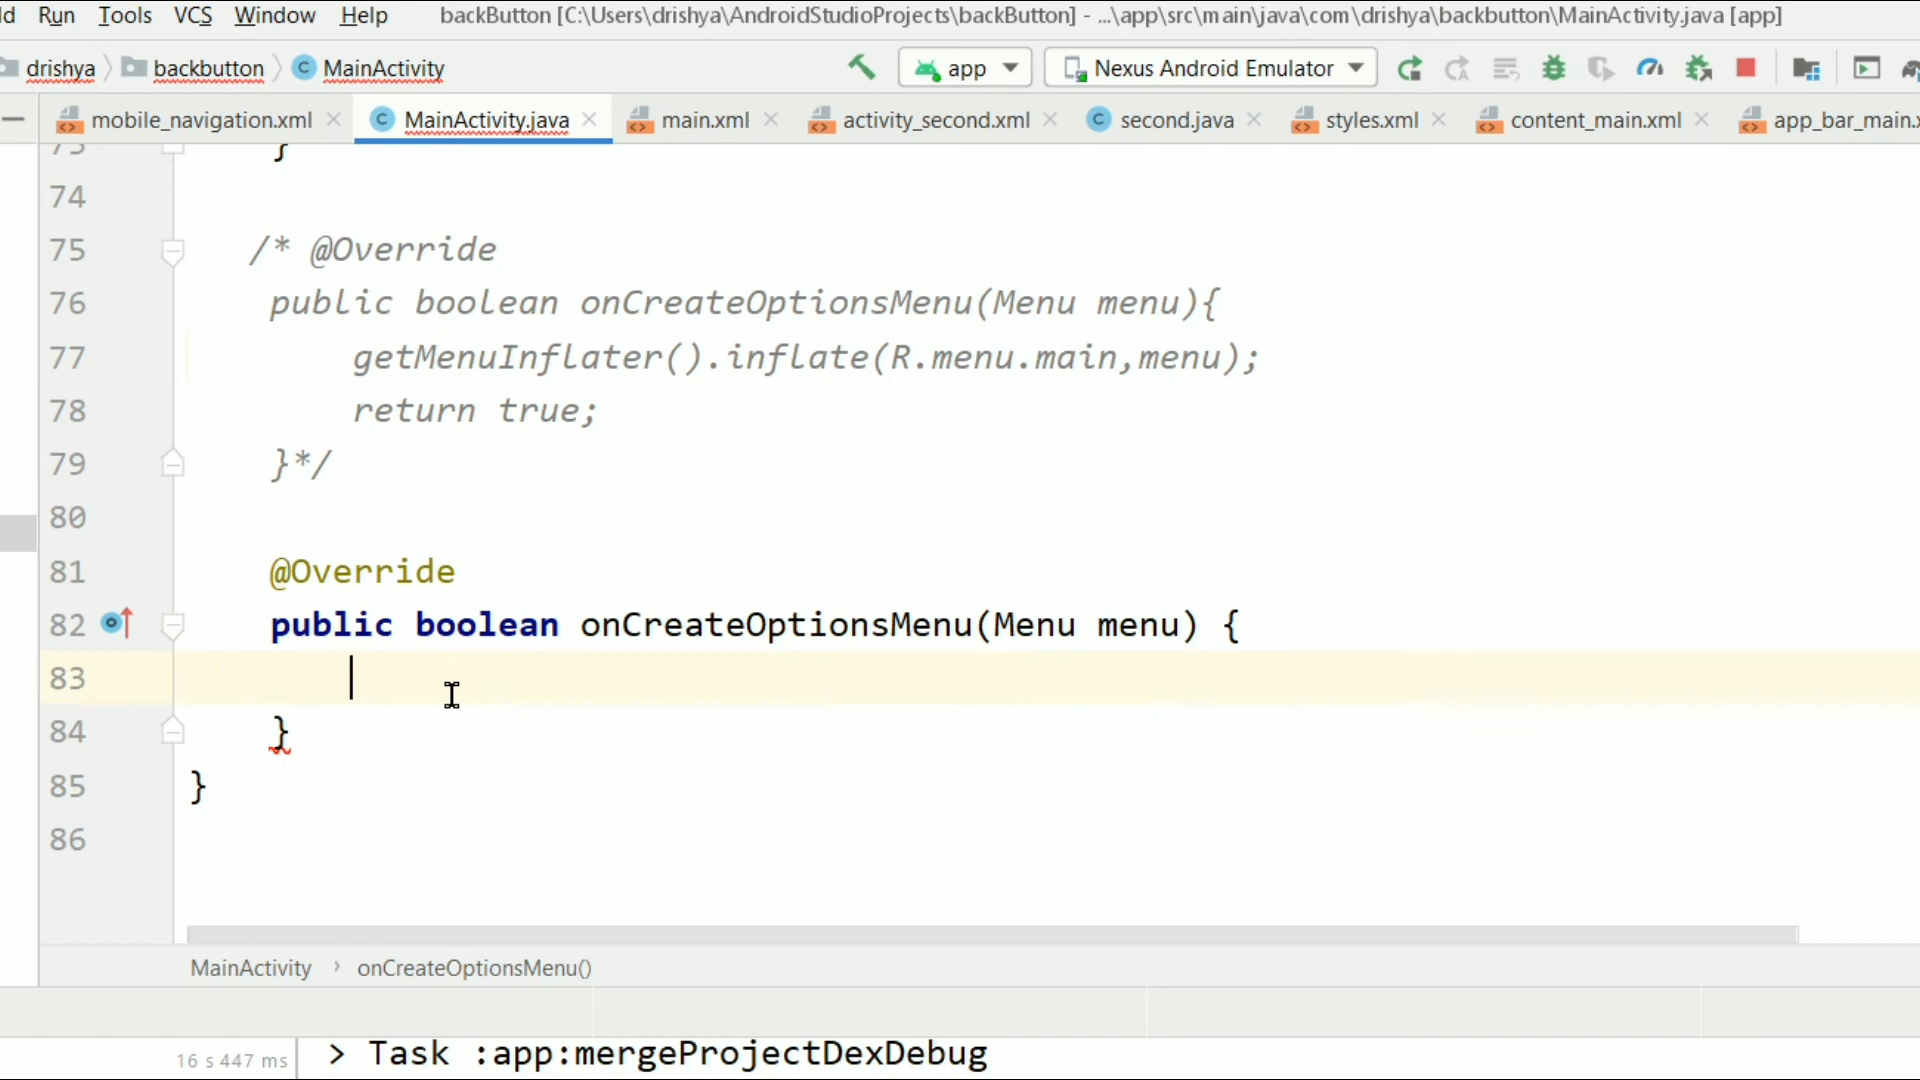 Run Tools VCS Window Help backButton [C:\Users\drishya\AndroidStudioProjects\backButton] - ...\app\src\main\java\com\drishya\backbutton\MainActivity.java [app]
drishya backbutton C MainActivity app Nexus Android Emulator
mobile_navigation.xml C MainActivity.java main.xml activity_second.xml C second.java styles.xml content_main.xml app_bar_main.x
73 }
74
75 /* @Override
76 public boolean onCreateOptionsMenu(Menu menu){
77 getMenuInflater().inflate(R.menu.main,menu);
78 return true;
79 }*/
80
81 @Override
82 public boolean onCreateOptionsMenu(Menu menu) {
83
84 }
85 }
86
MainActivity › onCreateOptionsMenu()
16 s 447 ms > Task :app:mergeProjectDexDebug